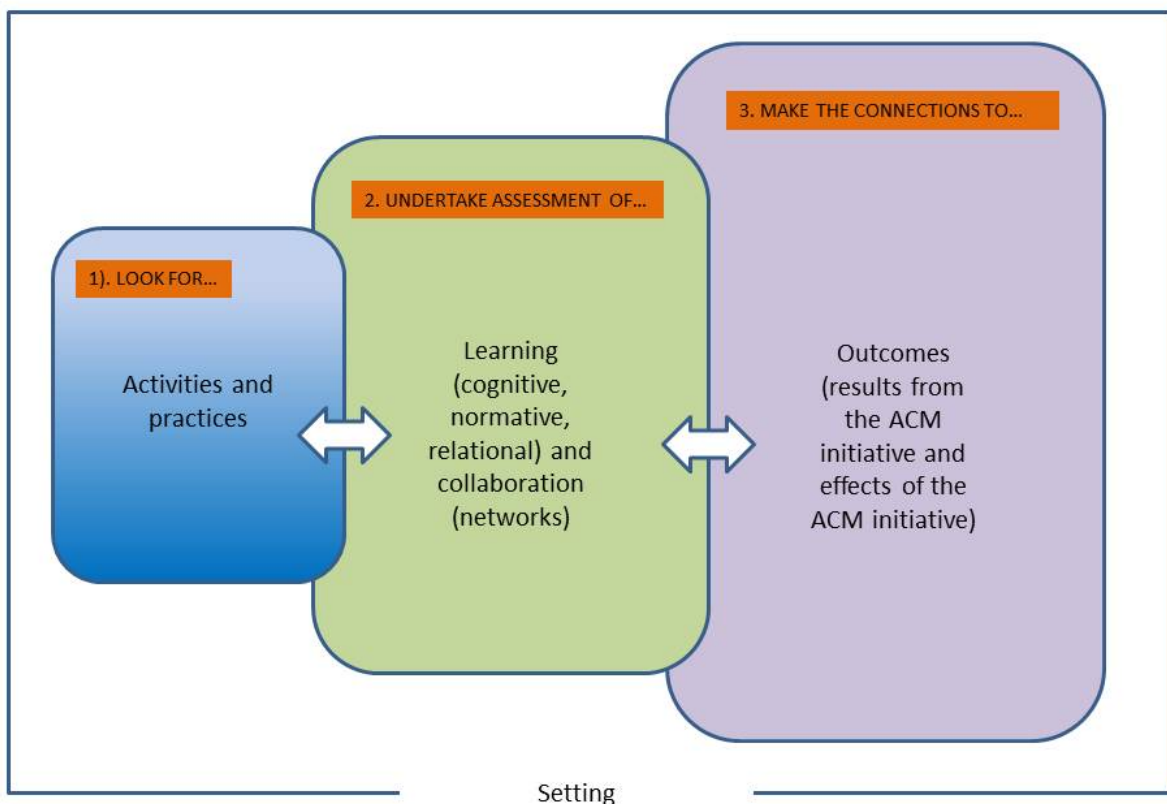 1). LOOK FOR...
Activities and
practices
2. UNDERTAKE ASSESSMENT OF...
Learning
(cognitive,
normative,
relational) and
collaboration
(networks)
3. MAKE THE CONNECTIONS TO...
Outcomes
(results from
the ACM
initiative and
effects of the
ACM initiative)
Setting